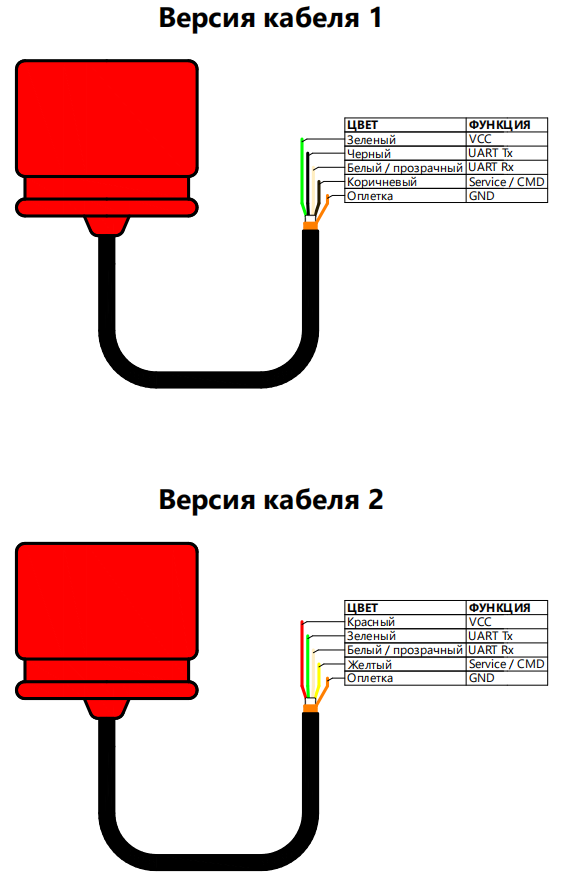 Версия кабеля 1
ЦВЕТ ФУНКЦИЯ
Зеленый VCC
Черный UART Tx
Белый / прозрачный UART Rx
Коричневый Service / CMD
Оплетка GND
Версия кабеля 2
ЦВЕТ ФУНКЦИЯ
Красный VCC
Зеленый UART Tx
Белый / прозрачный UART Rx
Желтый Service / CMD
Оплетка GND